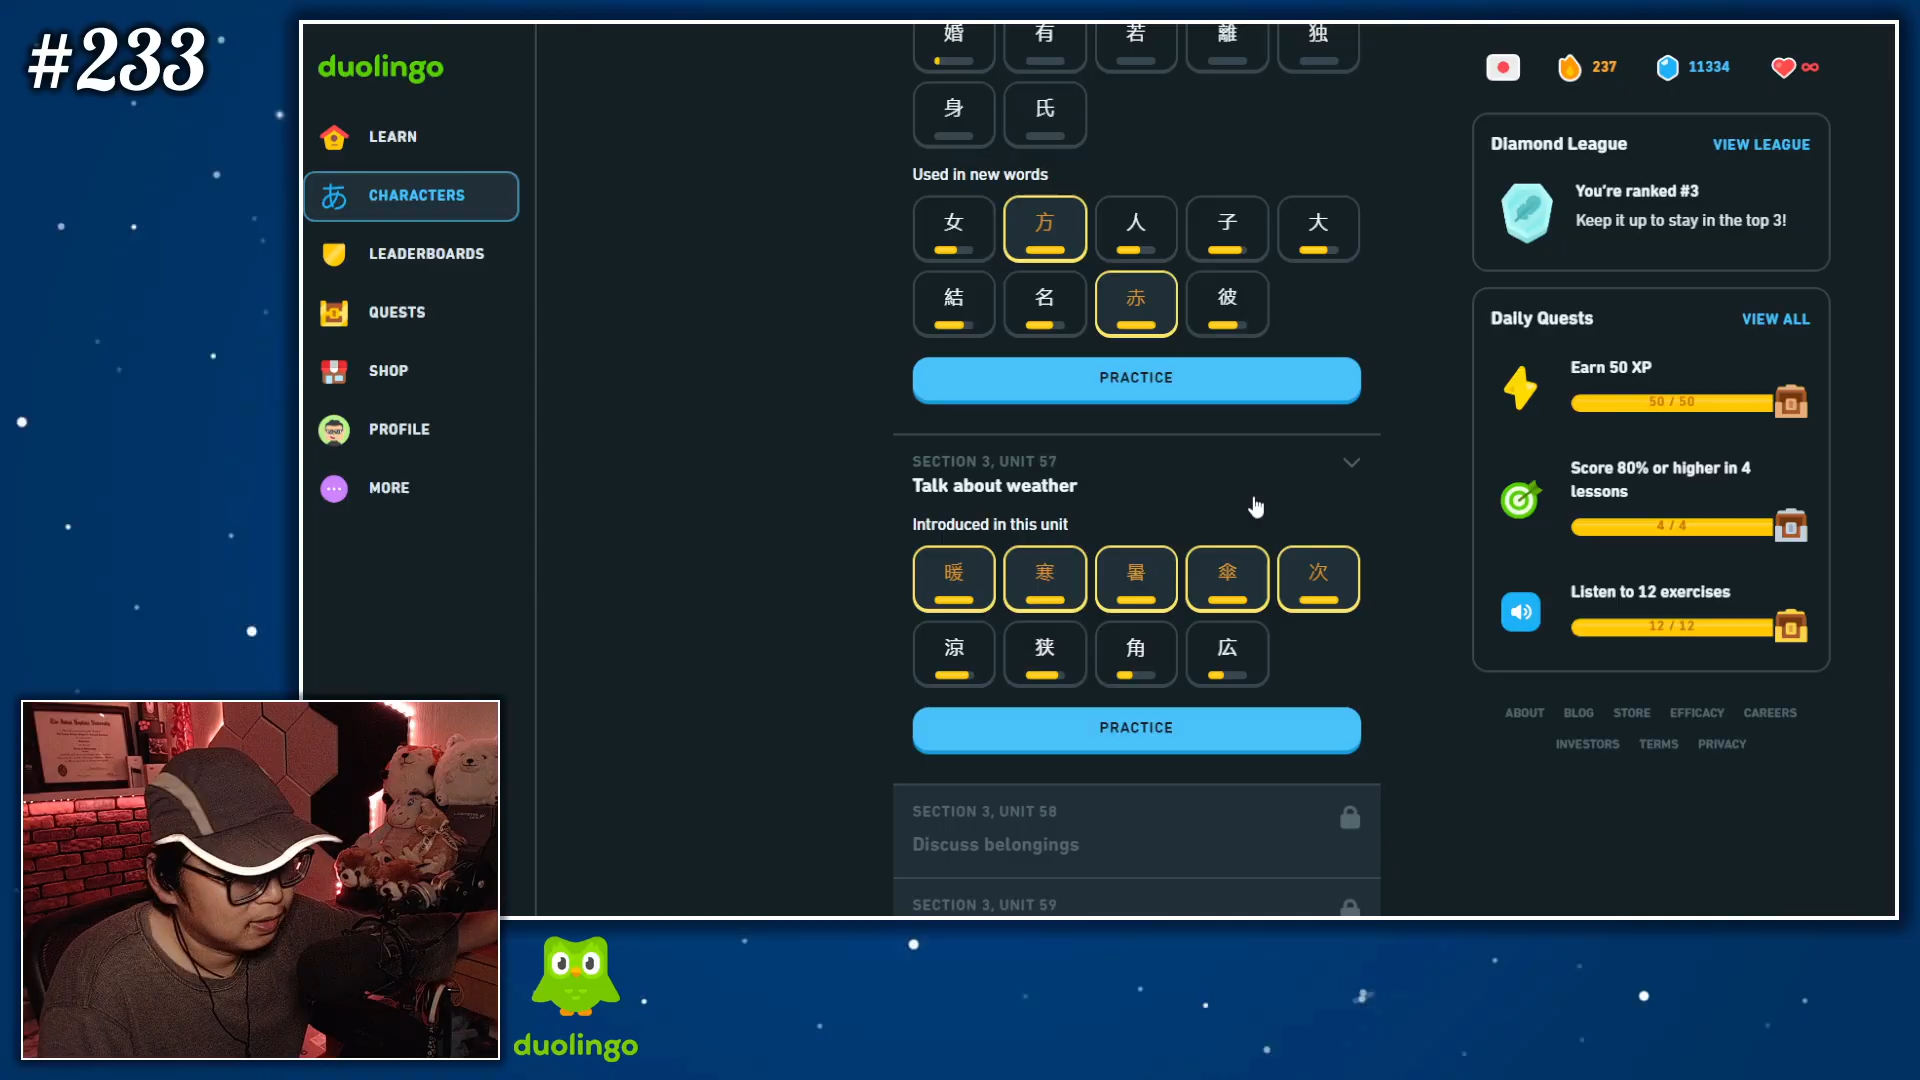 #233
duolingo
LEARN
あ CHARACTERS
LEADERBOARDS
QUESTS
SHOP
PROFILE
MORE
婚 有 若 離 独
身 氏
Used in new words
女 方 人 子 大
結 名 赤 彼
PRACTICE
SECTION 3, UNIT 57
Talk about weather
Introduced in this unit
暖 寒 暑 傘 次
涼 狭 角 広
PRACTICE
SECTION 3, UNIT 58
Discuss belongings
SECTION 3, UNIT 59
237 11334 ∞
Diamond League VIEW LEAGUE
You're ranked #3
Keep it up to stay in the top 3!
Daily Quests VIEW ALL
Earn 50 XP
50 / 50
Score 80% or higher in 4
lessons
4 / 4
Listen to 12 exercises
12 / 12
ABOUT BLOG STORE EFFICACY CAREERS
INVESTORS TERMS PRIVACY
duolingo